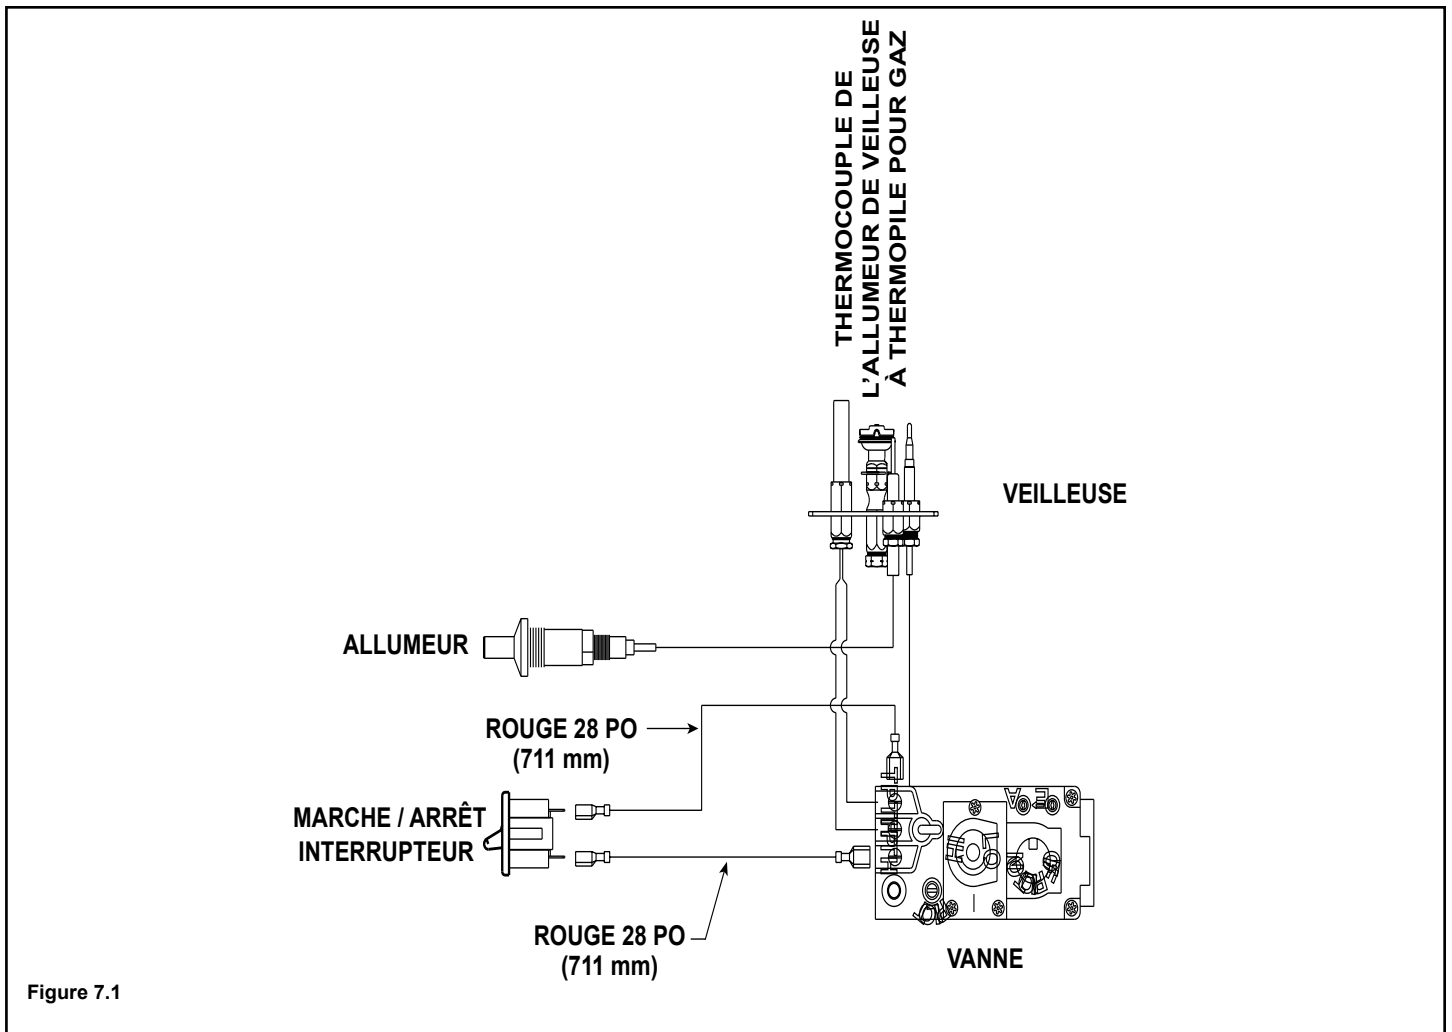 THERMOCOUPLE DE
L'ALLUMEUR DE VEILLEUSE
À THERMOPILE POUR GAZ
VEILLEUSE
ALLUMEUR
ROUGE 28 PO
(711 mm)
MARCHE / ARRÊT
INTERRUPTEUR
ROUGE 28 PO
(711 mm)
VANNE
Figure 7.1